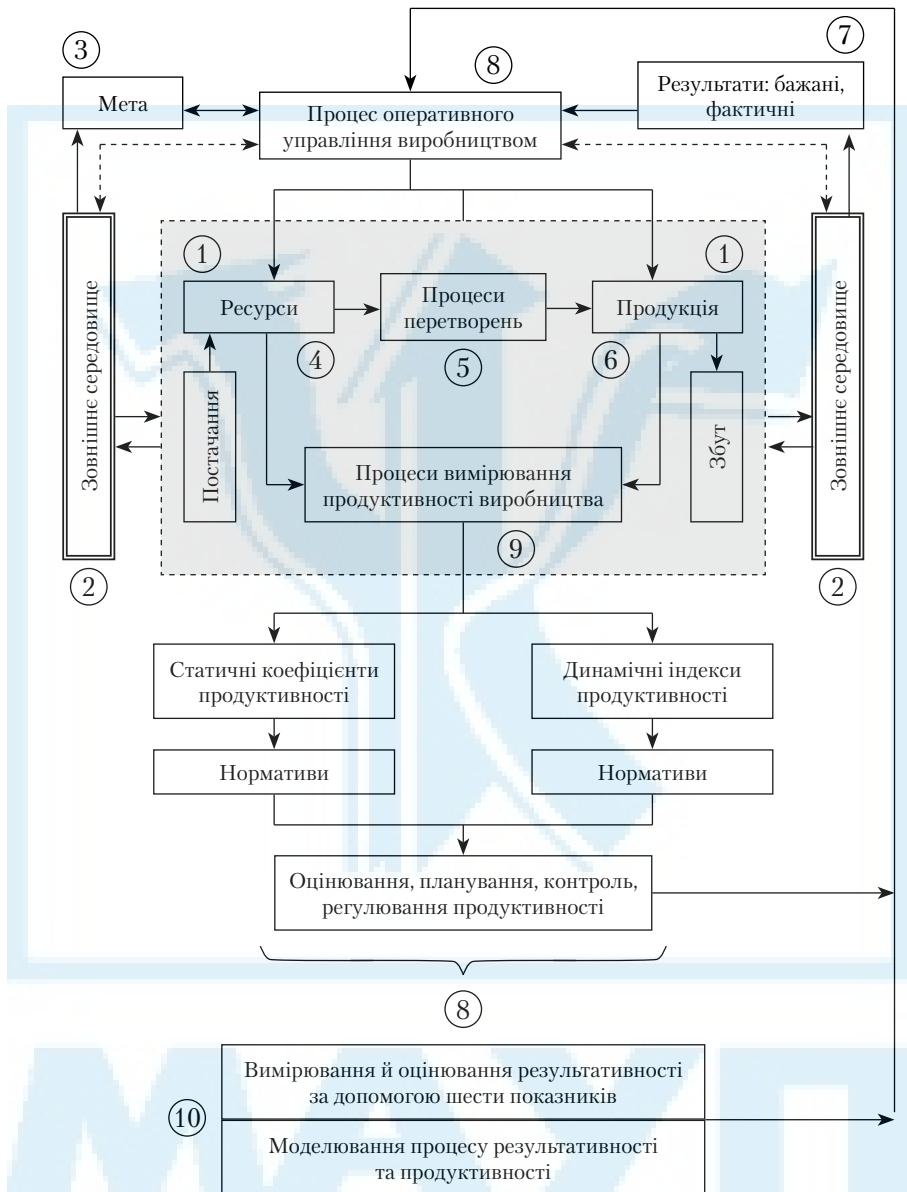 3
7
8
Мета
Процес оперативного
управління виробництвом
Результати: бажані,
фактичні
1
1
Зовнішнє середовище
Ресурси
Процеси
перетворень
Продукція
Зовнішнє середовище
4
5
6
Постачання
Збут
Процеси вимірювання
продуктивності виробництва
9
2
2
Статичні коефіцієнти
продуктивності
Динамічні індекси
продуктивності
Нормативи
Нормативи
Оцінювання, планування, контроль,
регулювання продуктивності
8
Вимірювання й оцінювання результативності
за допомогою шести показників
10
Моделювання процесу результативності
та продуктивності
МАУП